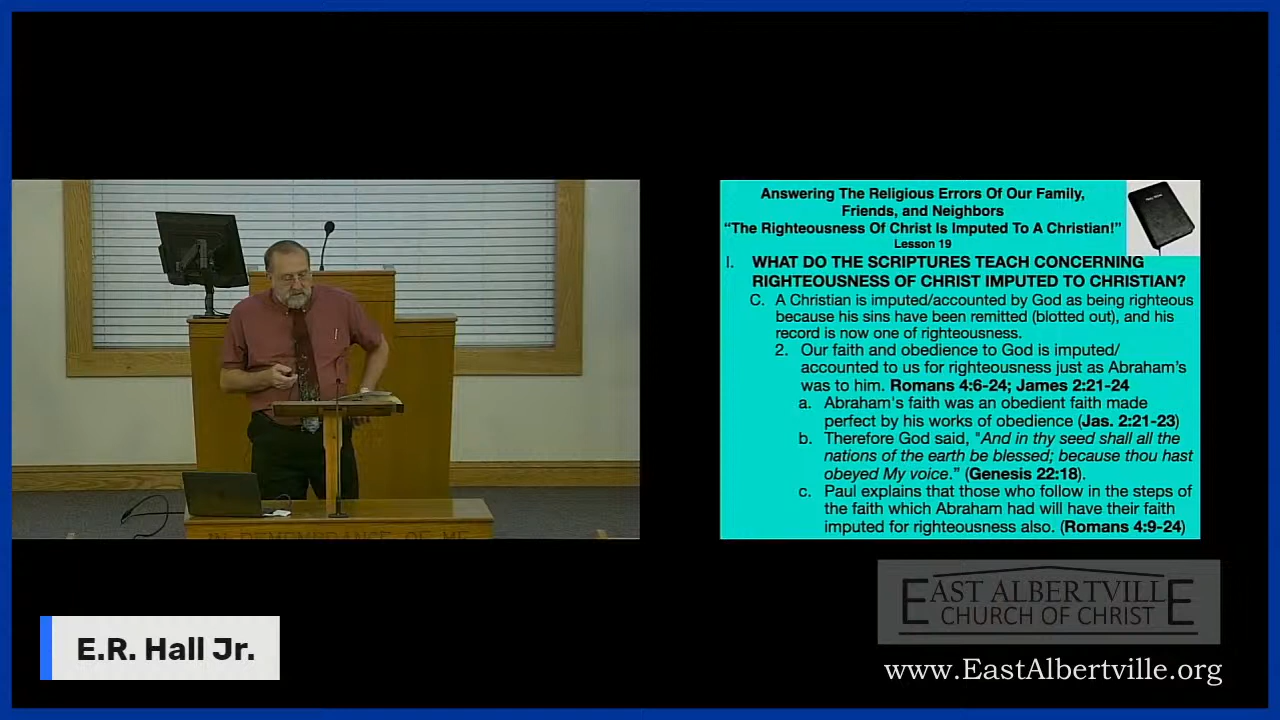 Answering The Religious Errors Of Our Family,
Friends, and Neighbors
“The Righteousness Of Christ Is Imputed To A Christian!”
Lesson 19
I. WHAT DO THE SCRIPTURES TEACH CONCERNING
RIGHTEOUSNESS OF CHRIST IMPUTED TO CHRISTIAN?
C. A Christian is imputed/accounted by God as being righteous
because his sins have been remitted (blotted out), and his
record is now one of righteousness.
2. Our faith and obedience to God is imputed/
accounted to us for righteousness just as Abraham’s
was to him. Romans 4:6-24; James 2:21-24
a. Abraham's faith was an obedient faith made
perfect by his works of obedience (Jas. 2:21-23)
b. Therefore God said, "And in thy seed shall all the
nations of the earth be blessed; because thou hast
obeyed My voice.” (Genesis 22:18).
c. Paul explains that those who follow in the steps of
the faith which Abraham had will have their faith
imputed for righteousness also. (Romans 4:9-24)
IN REMEMBRANCE OF ME
EAST ALBERTVILLE
CHURCH OF CHRIST
E.R. Hall Jr.
www.EastAlbertville.org